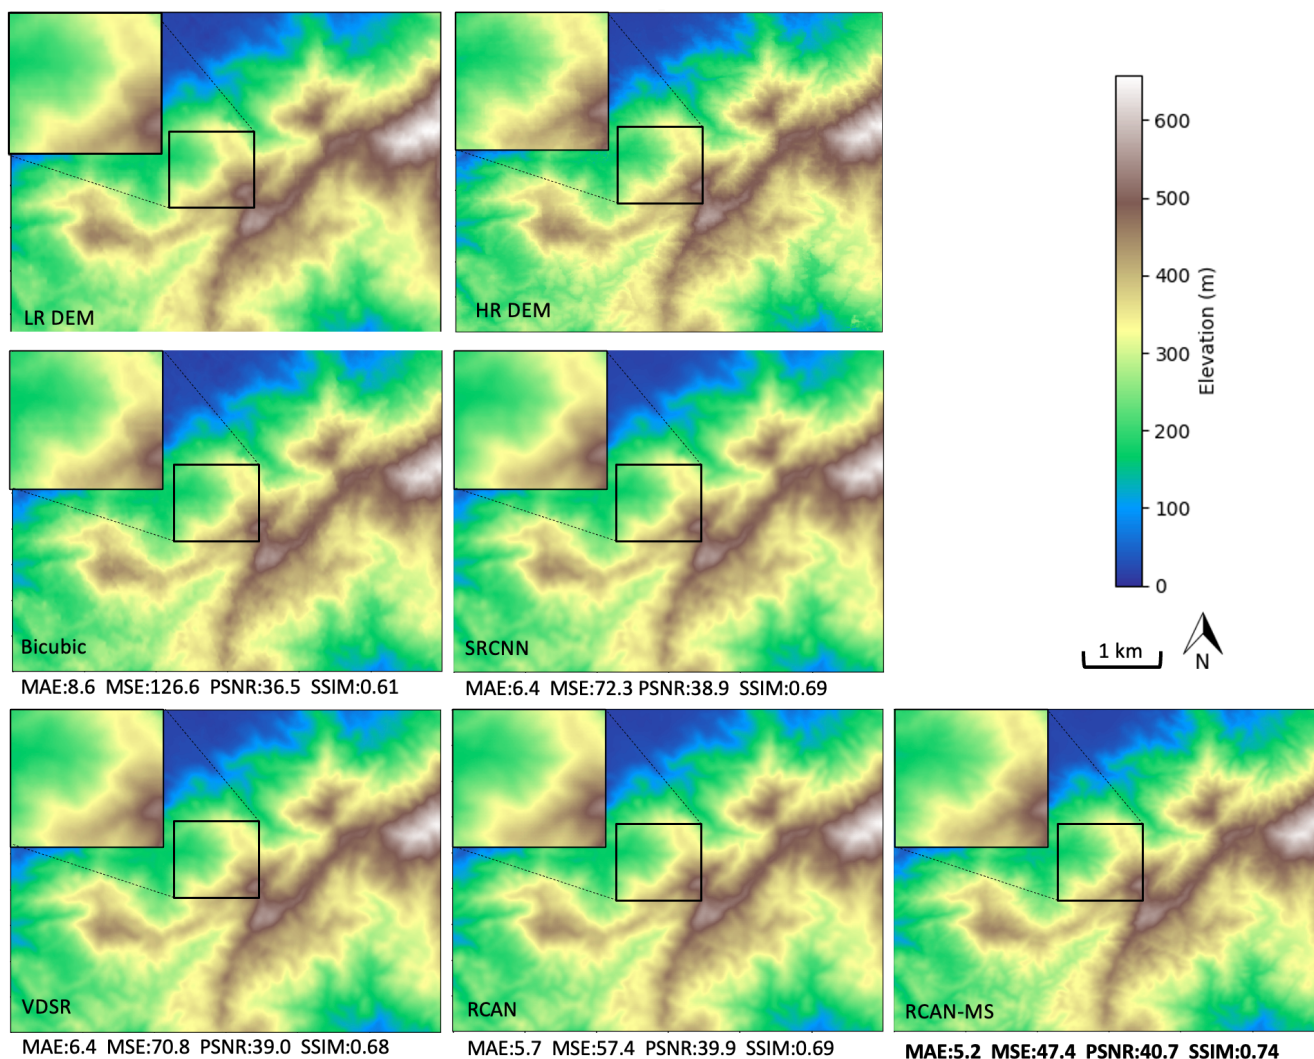 LR DEM
HR DEM
600
500
400
300
200
100
0
Elevation (m)
1 km
N
Bicubic
MAE:8.6 MSE:126.6 PSNR:36.5 SSIM:0.61
SRCNN
MAE:6.4 MSE:72.3 PSNR:38.9 SSIM:0.69
VDSR
MAE:6.4 MSE:70.8 PSNR:39.0 SSIM:0.68
RCAN
MAE:5.7 MSE:57.4 PSNR:39.9 SSIM:0.69
RCAN-MS
MAE:5.2 MSE:47.4 PSNR:40.7 SSIM:0.74